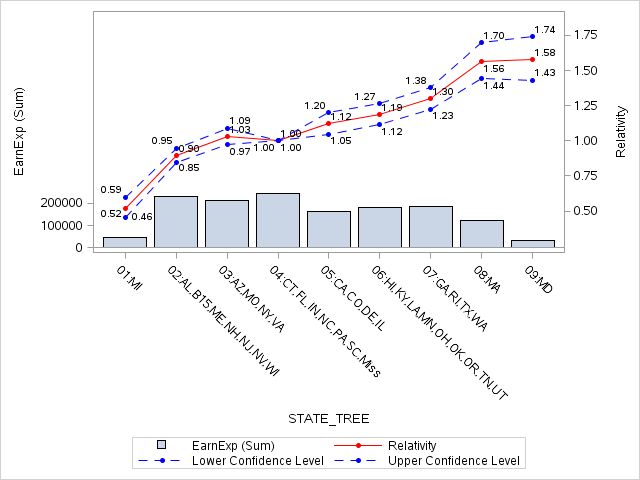 EarnExp (Sum)
Relativity
1.75
1.50
1.25
1.00
0.75
0.50
200000
100000
0
0.59
0.52
0.46
0.95
0.90
0.85
1.09
1.03
0.97
1.00
1.00
1.00
1.20
1.12
1.05
1.27
1.19
1.12
1.38
1.30
1.23
1.70
1.56
1.44
1.74
1.58
1.43
01:MI
02:AL,B15,ME,NH,NJ,NV,WI
03:AZ,MO,NY,VA
04:CT,FL,IN,NC,PA,SC,Miss
05:CA,CO,DE,IL
06:HI,KY,LA,MN,OH,OK,OR,TN,UT
07:GA,RI,TX,WA
08:MA
09:MD
STATE_TREE
EarnExp (Sum)
Relativity
Lower Confidence Level
Upper Confidence Level